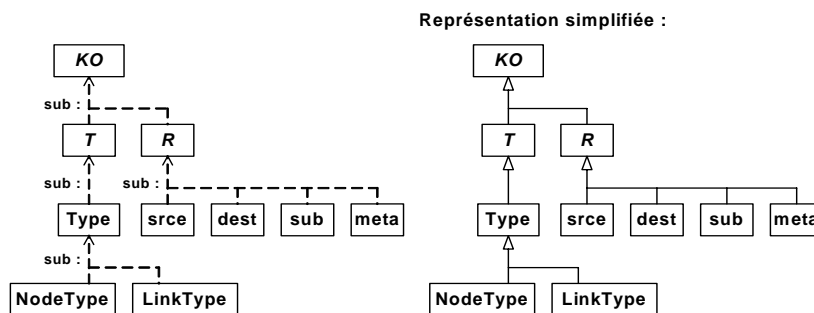 Représentation simplifiée :
KO
KO
sub :
T
R
T
R
sub :
sub :
Type
srce
dest
sub
meta
Type
srce
dest
sub
meta
sub :
NodeType
LinkType
NodeType
LinkType